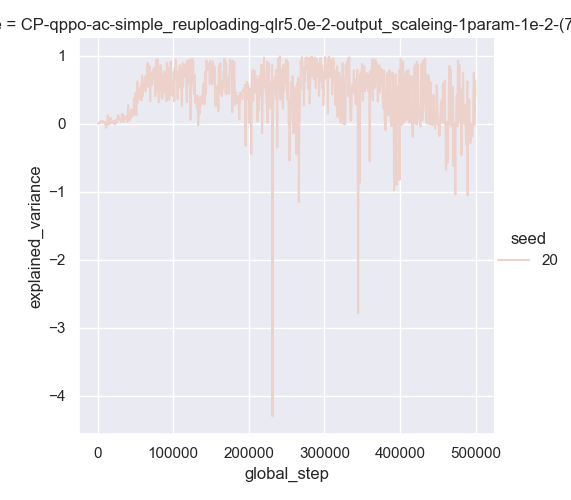 e = CP-qppo-ac-simple_reuploading-qlr5.0e-2-output_scaleing-1param-1e-2-(7
1
0
−1
−2
−3
−4
explained_variance
0 100000 200000 300000 400000 500000
global_step
seed
20